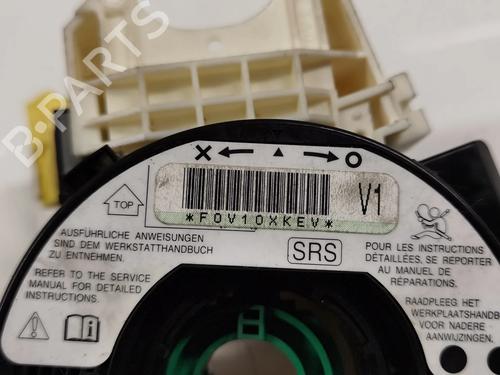 B-PARTS
TOP
*F0V10XKEV*
V1
SRS
AUSFÜHRLICHE ANWEISUNGEN
SIND DEM WERKSTATTHANDBUCH
ZU ENTNEHMEN.
REFER TO THE SERVICE
MANUAL FOR DETAILED
INSTRUCTIONS.
POUR LES INSTRUCTIONS
DÉTAILLÉES, SE REPORTER
AU MANUEL DE
RÉPARATIONS.
RAADPLEEG HET
WERKPLAATSHANDBOEK
VOOR NADERE
AANWIJZINGEN.